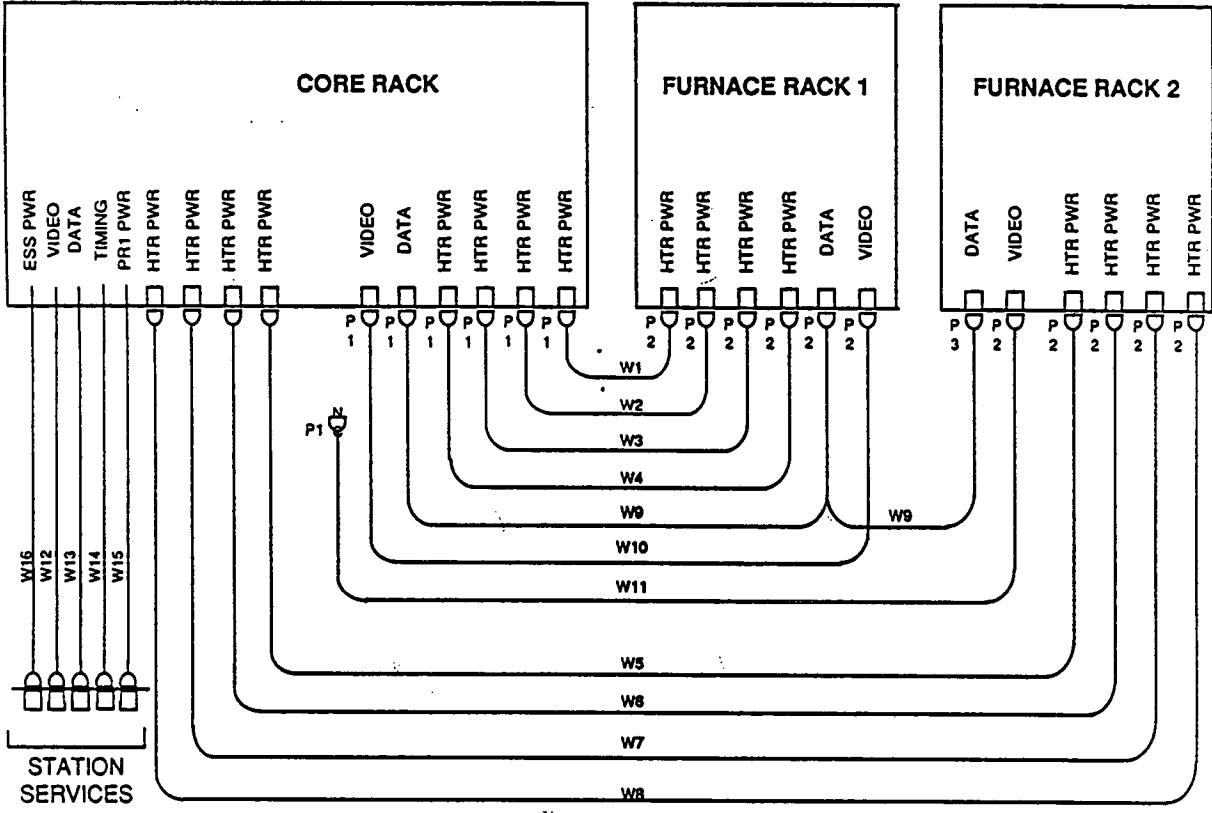 CORE RACK
FURNACE RACK 1
FURNACE RACK 2
ESS PWR
VIDEO
DATA
TIMING
PR1 PWR
HTR PWR
HTR PWR
HTR PWR
HTR PWR
VIDEO
DATA
HTR PWR
HTR PWR
HTR PWR
HTR PWR
HTR PWR
HTR PWR
HTR PWR
HTR PWR
DATA
VIDEO
DATA
VIDEO
HTR PWR
HTR PWR
HTR PWR
HTR PWR
P1
P1
P1
P1
P1
P1
P2
P2
P2
P2
P2
P2
P3
P2
P2
P2
P2
P2
W1
W2
P1
NC
W3
W4
W9
W9
W10
W11
W16
W12
W13
W14
W15
W5
W6
W7
W8
STATION
SERVICES